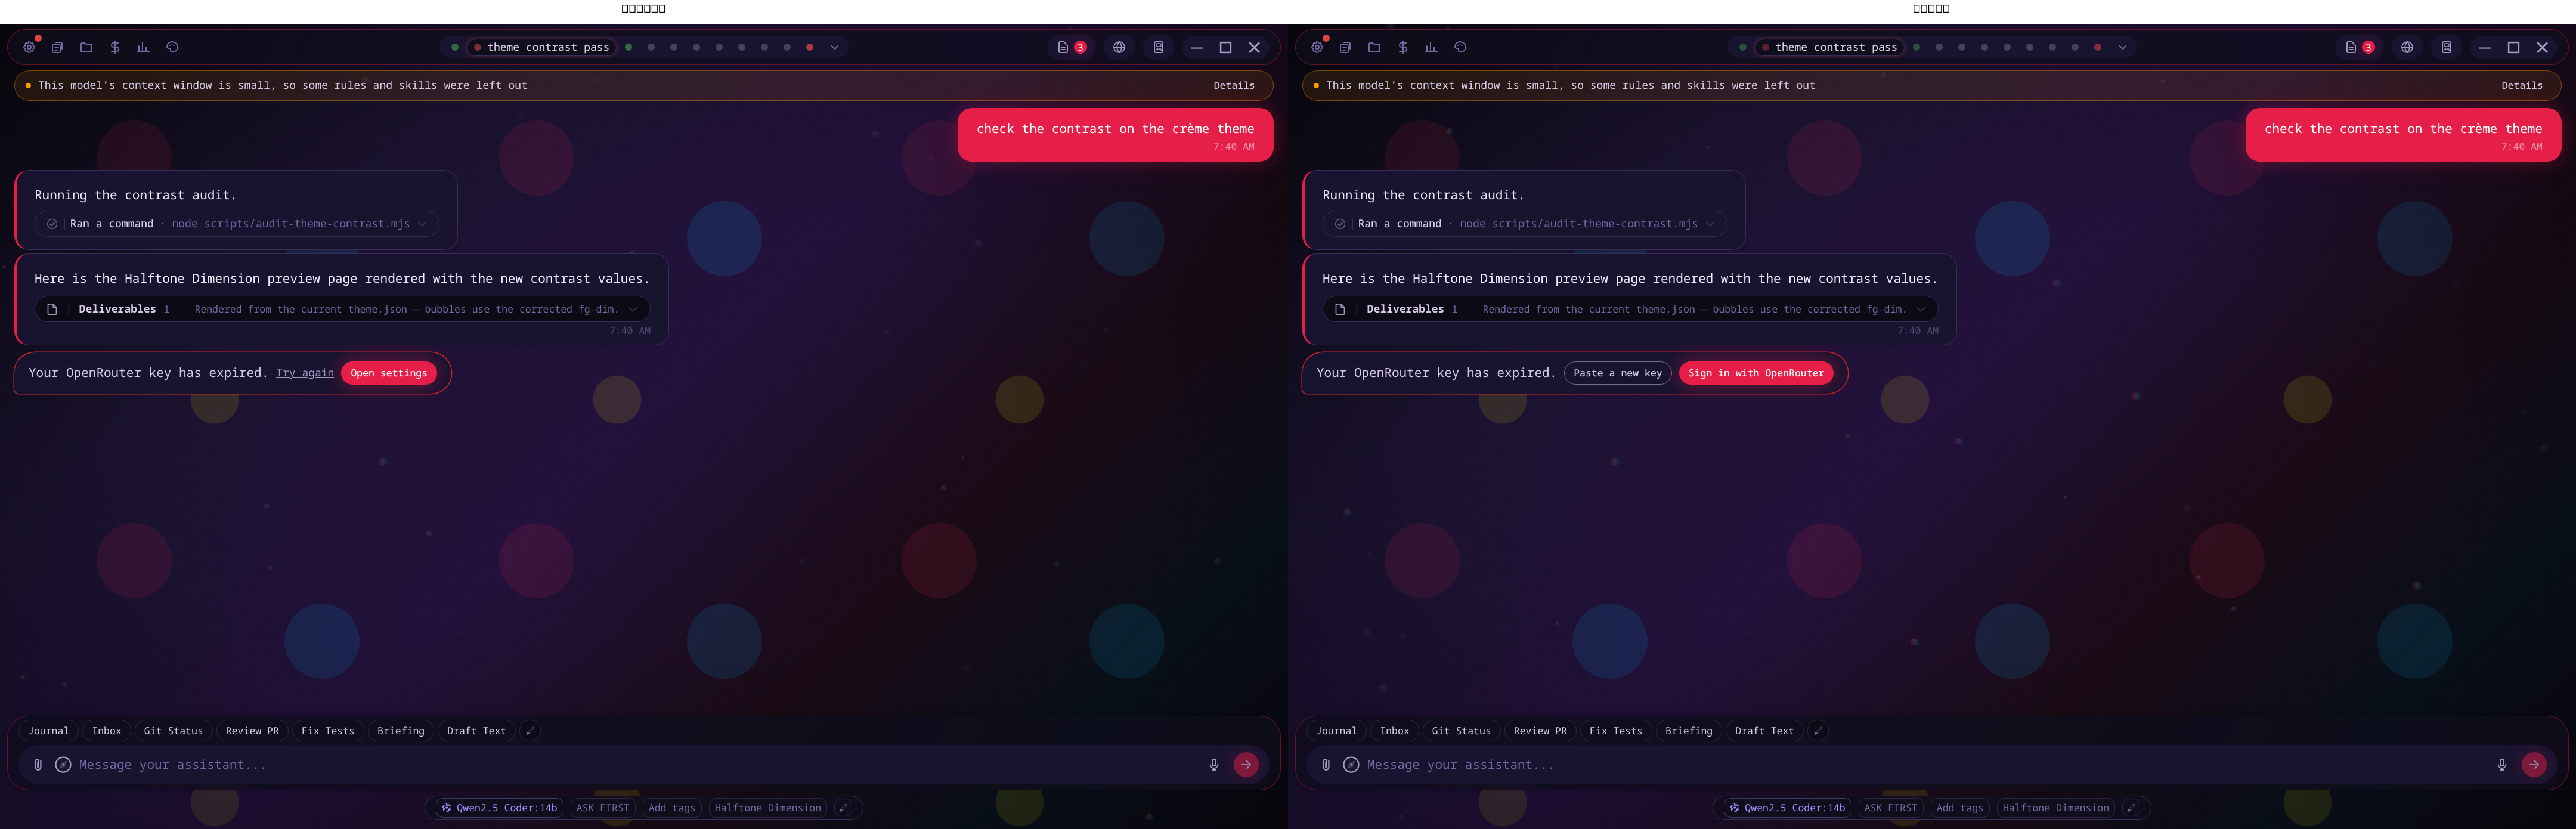 theme contrast pass
3
This model's context window is small, so some rules and skills were left out
Details
check the contrast on the crème theme
7:40 AM
Running the contrast audit.
Ran a command · node scripts/audit-theme-contrast.mjs
Here is the Halftone Dimension preview page rendered with the new contrast values.
Deliverables 1 Rendered from the current theme.json — bubbles use the corrected fg-dim.
7:40 AM
Your OpenRouter key has expired. Try again Open settings
Journal Inbox Git Status Review PR Fix Tests Briefing Draft Text
Message your assistant...
Qwen2.5 Coder:14b ASK FIRST Add tags Halftone Dimension
theme contrast pass
3
This model's context window is small, so some rules and skills were left out
Details
check the contrast on the crème theme
7:40 AM
Running the contrast audit.
Ran a command · node scripts/audit-theme-contrast.mjs
Here is the Halftone Dimension preview page rendered with the new contrast values.
Deliverables 1 Rendered from the current theme.json — bubbles use the corrected fg-dim.
7:40 AM
Your OpenRouter key has expired. Paste a new key Sign in with OpenRouter
Journal Inbox Git Status Review PR Fix Tests Briefing Draft Text
Message your assistant...
Qwen2.5 Coder:14b ASK FIRST Add tags Halftone Dimension